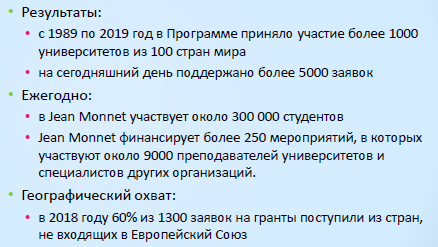 • Результаты:
• с 1989 по 2019 год в Программе приняло участие более 1000
университетов из 100 стран мира
• на сегодняшний день поддержано более 5000 заявок
• Ежегодно:
• в Jean Monnet участвует около 300 000 студентов
• Jean Monnet финансирует более 250 мероприятий, в которых
участвуют около 9000 преподавателей университетов и
специалистов других организаций.
• Географический охват:
• в 2018 году 60% из 1300 заявок на гранты поступили из стран,
не входящих в Европейский Союз